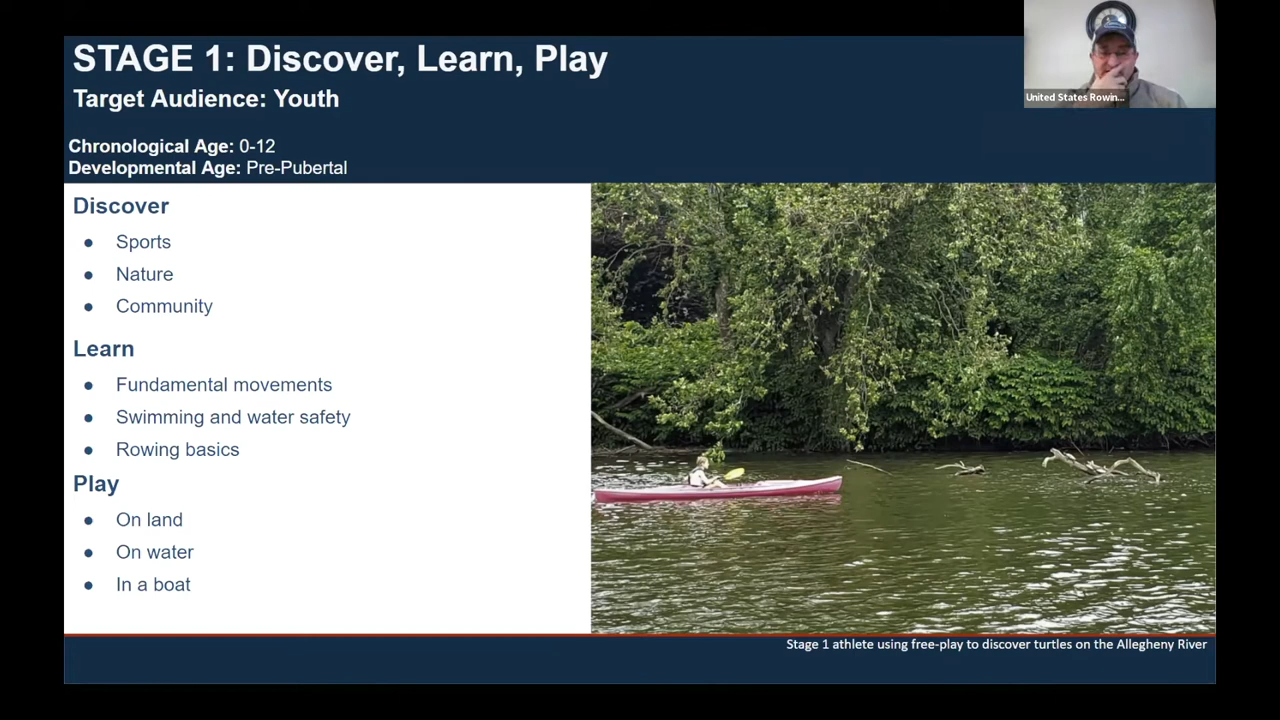 STAGE 1: Discover, Learn, Play
Target Audience: Youth
United States Rowin...
Chronological Age: 0-12
Developmental Age: Pre-Pubertal
Discover
● Sports
● Nature
● Community
Learn
● Fundamental movements
● Swimming and water safety
● Rowing basics
Play
● On land
● On water
● In a boat
Stage 1 athlete using free-play to discover turtles on the Allegheny River